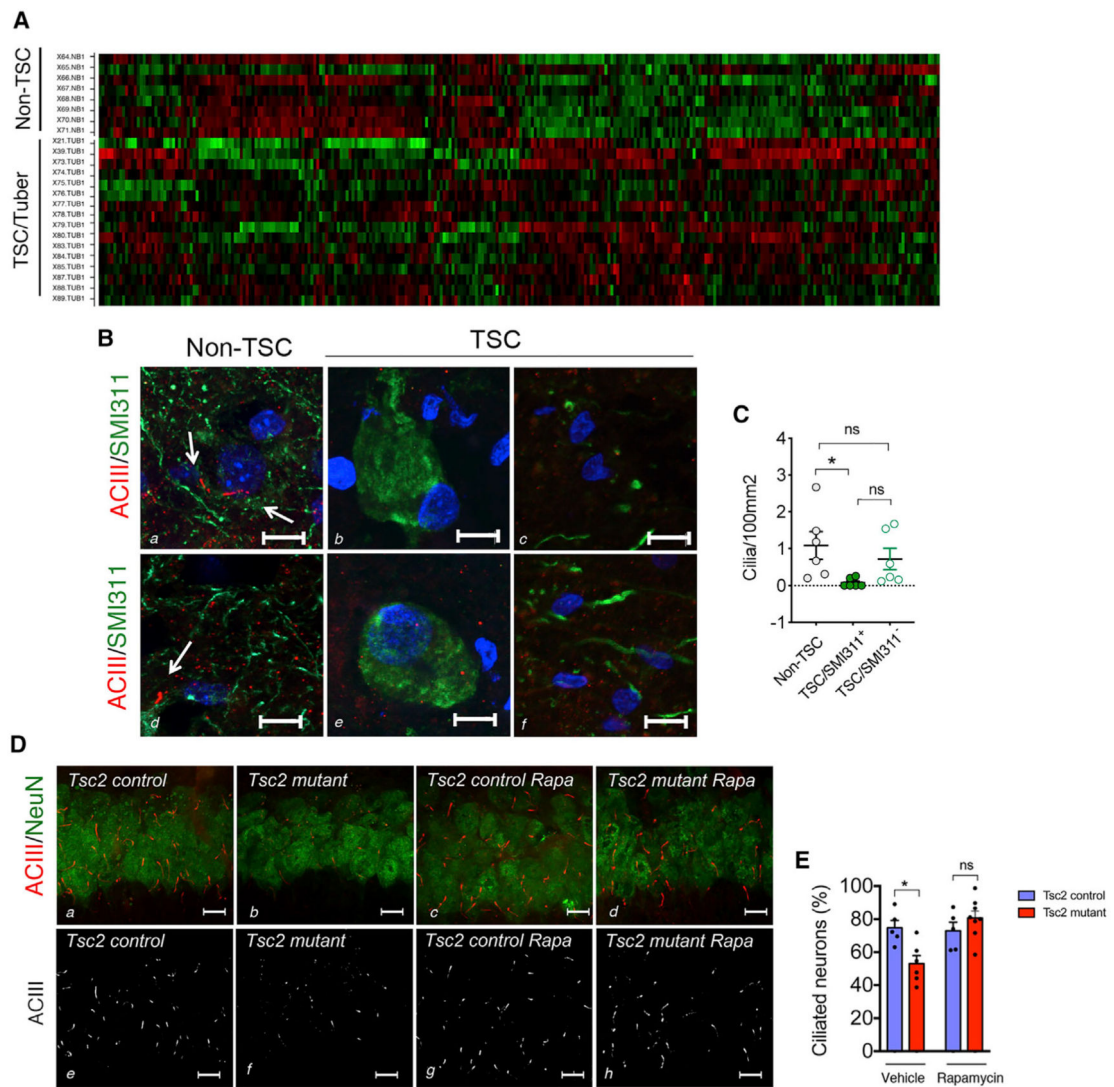 A
Non-TSC
X64.NB1
X65.NB1
X66.NB1
X67.NB1
X68.NB1
X69.NB1
X70.NB1
X71.NB1
TSC/Tuber
X21.TUB1
X39.TUB1
X73.TUB1
X74.TUB1
X75.TUB1
X76.TUB1
X77.TUB1
X78.TUB1
X79.TUB1
X80.TUB1
X83.TUB1
X84.TUB1
X85.TUB1
X87.TUB1
X88.TUB1
X89.TUB1
B
Non-TSC
TSC
ACIII/SMI311
a
b
c
ACIII/SMI311
d
e
f
C
Cilia/100mm2
ns
*
ns
4
3
2
1
0
-1
Non-TSC
TSC/SMI311+
TSC/SMI311-
D
ACIII/NeuN
Tsc2 control
Tsc2 mutant
Tsc2 control Rapa
Tsc2 mutant Rapa
a
b
c
d
ACIII
Tsc2 control
Tsc2 mutant
Tsc2 control Rapa
Tsc2 mutant Rapa
e
f
g
h
E
Ciliated neurons (%)
100
80
60
40
20
0
*
ns
Tsc2 control
Tsc2 mutant
Vehicle
Rapamycin